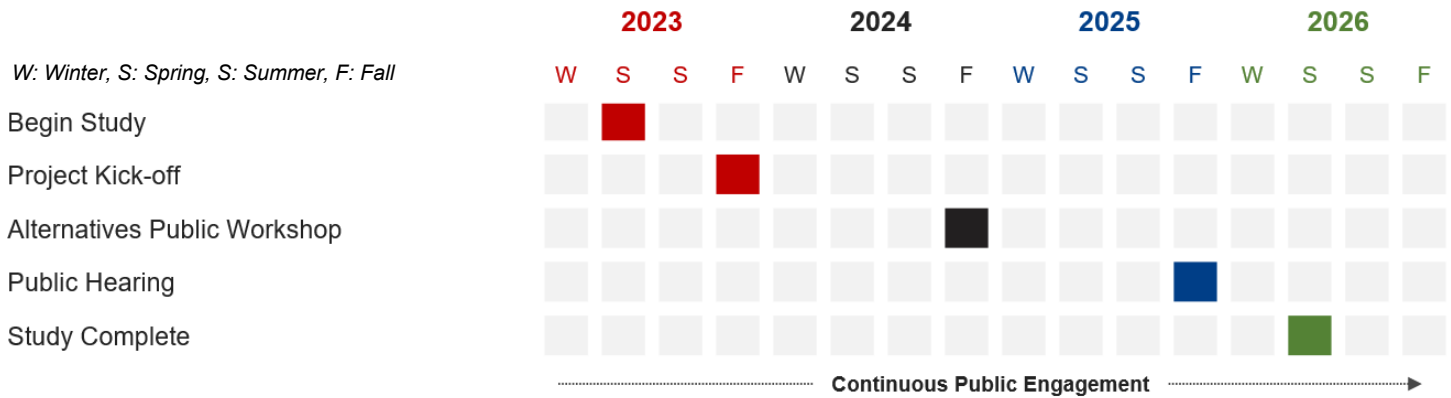 2023 2024 2025 2026
W: Winter, S: Spring, S: Summer, F: Fall W S S F W S S F W S S F W S S F
Begin Study
Project Kick-off
Alternatives Public Workshop
Public Hearing
Study Complete
Continuous Public Engagement